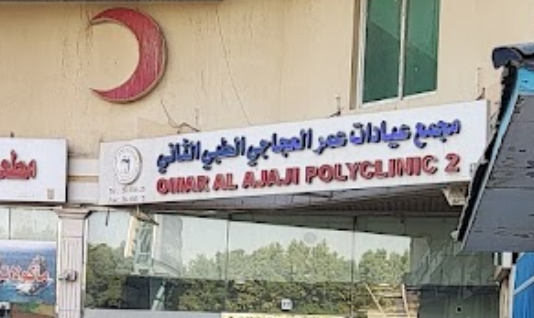 مجمع عيادات عمر العجاجي الطبي الثاني
OMAR AL AJAJI POLYCLINIC 2